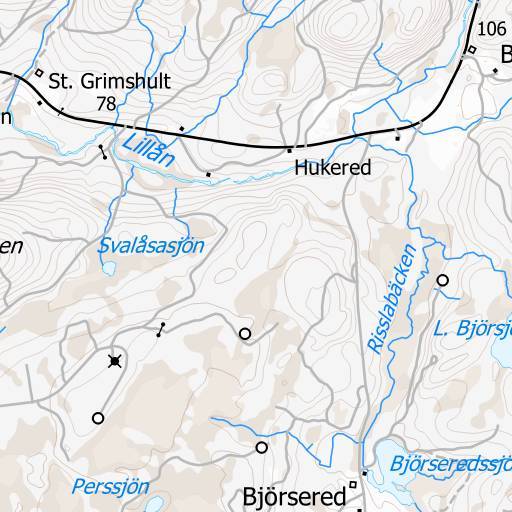 106
B
St. Grimshult
78
n
Lillån
Hukered
en
Svalåsasjön
Risslabäcken
L. Björsjö
Björseredssjö
Perssjön
Björsered